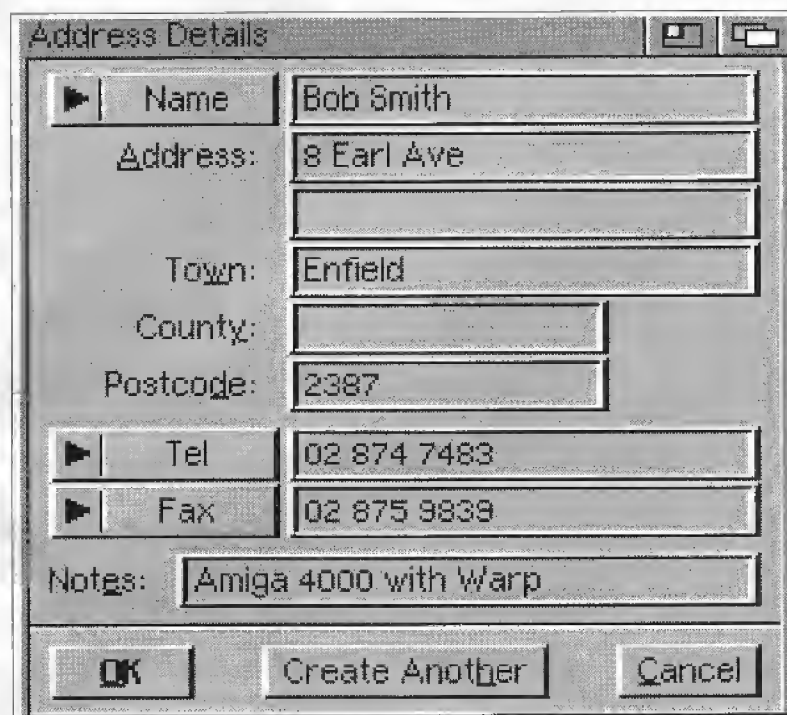 Address Details
Name Bob Smith
Address: 8 Earl Ave
Town: Enfield
County:
Postcode: 2387
Tel 02 874 7483
Fax 02 875 9839
Notes: Amiga 4000 with Warp
OK Create Another Cancel